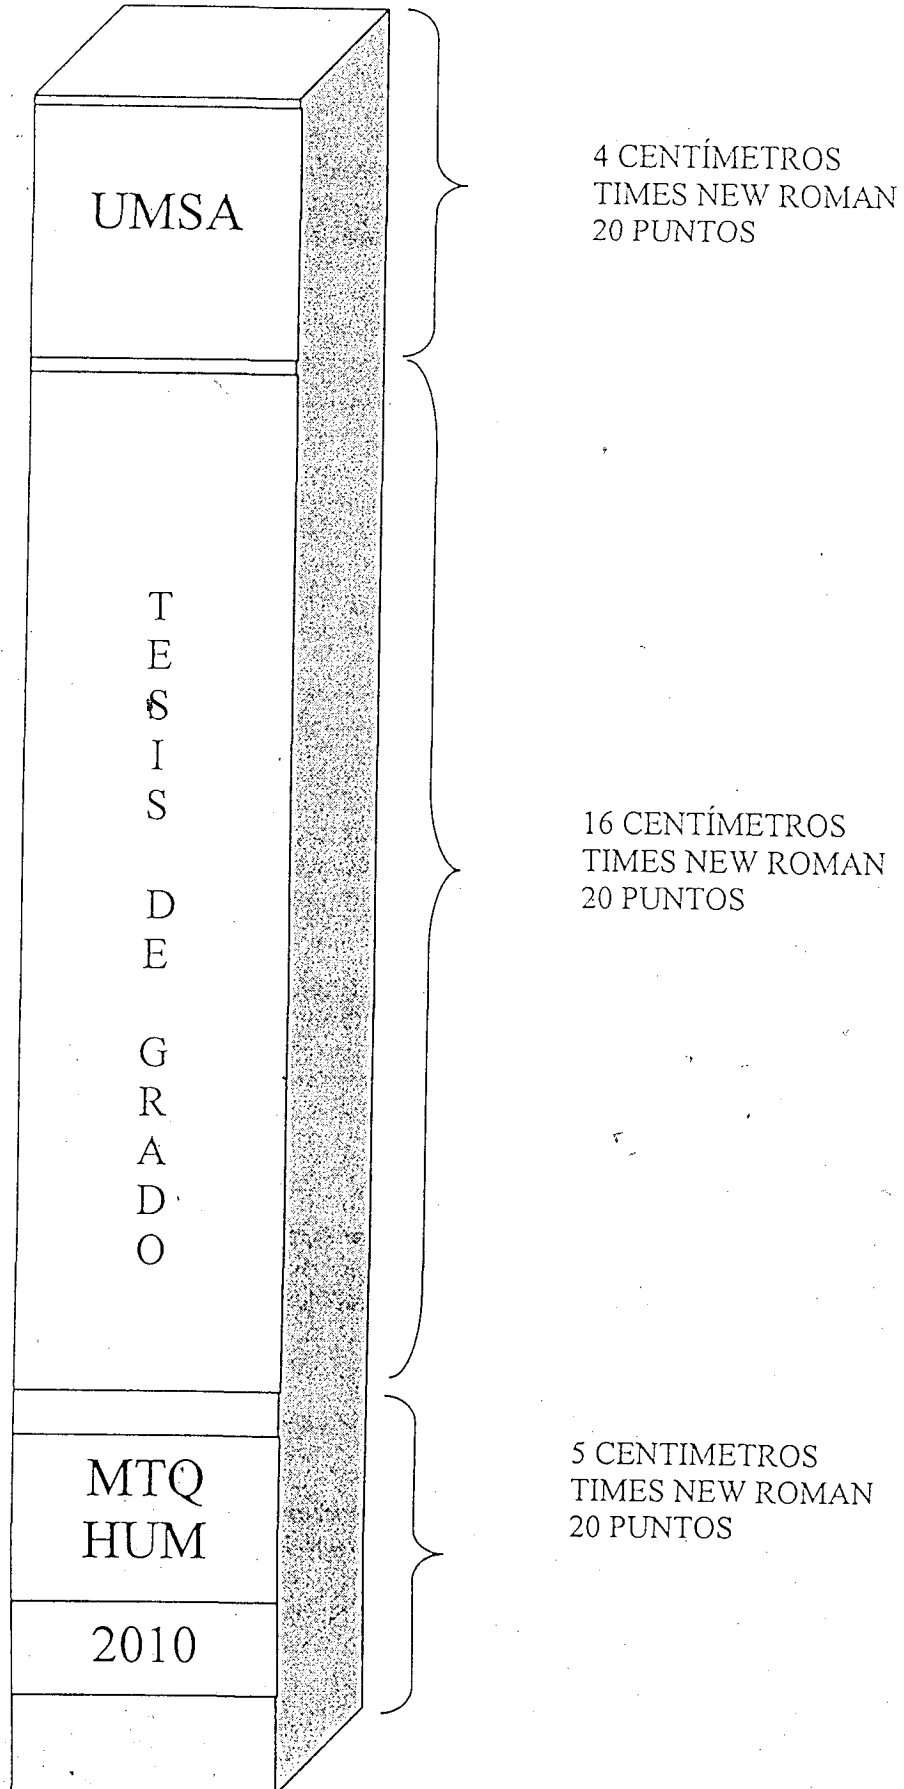 UMSA
4 CENTÍMETROS
TIMES NEW ROMAN
20 PUNTOS
T
E
S
I
S
D
E
G
R
A
D
O
16 CENTÍMETROS
TIMES NEW ROMAN
20 PUNTOS
MTQ
HUM
2010
5 CENTIMETROS
TIMES NEW ROMAN
20 PUNTOS